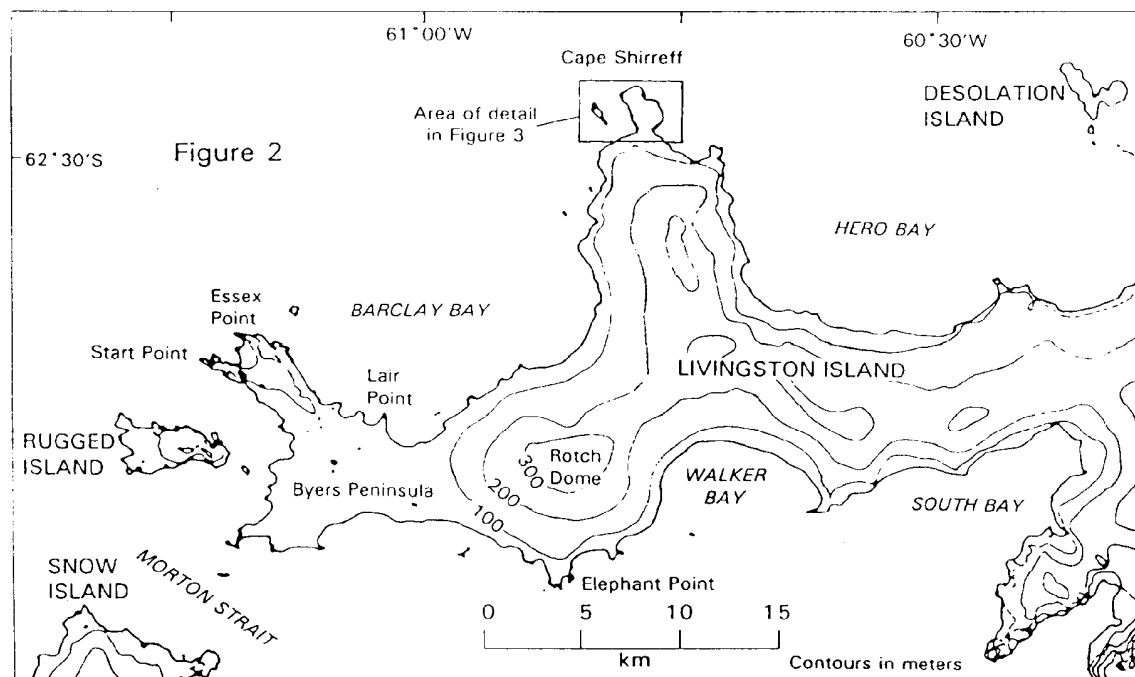 61°00'W
60°30'W
Cape Shirreff
Area of detail
in Figure 3
DESOLATION
ISLAND
62°30'S
Figure 2
HERO BAY
Essex
Point
BARCLAY BAY
Start Point
Lair
Point
LIVINGSTON ISLAND
RUGGED
ISLAND
Rotch
Dome
300
200
100
WALKER
BAY
Byers Peninsula
SOUTH BAY
SNOW
ISLAND
MORTON STRAIT
Elephant Point
0 5 10 15
km
Contours in meters